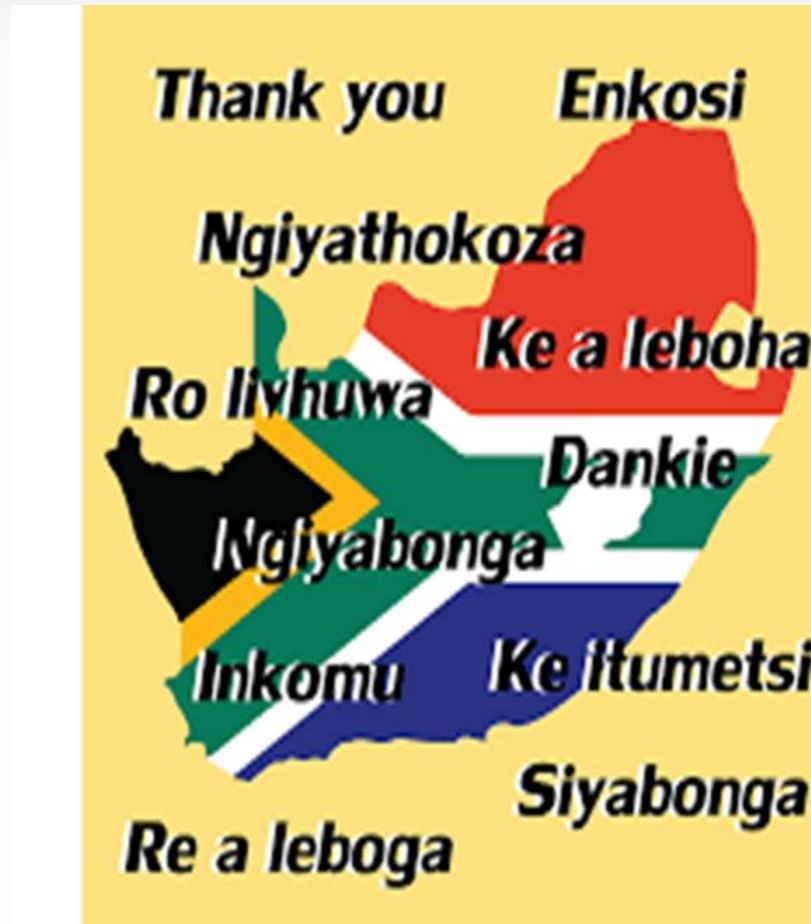 Thank you Enkosi
Ngiyathokoza
Ke a leboha
Ro livhuwa
Dankie
Ngiyabonga
Inkomu
Ke itumetsi
Siyabonga
Re a leboga